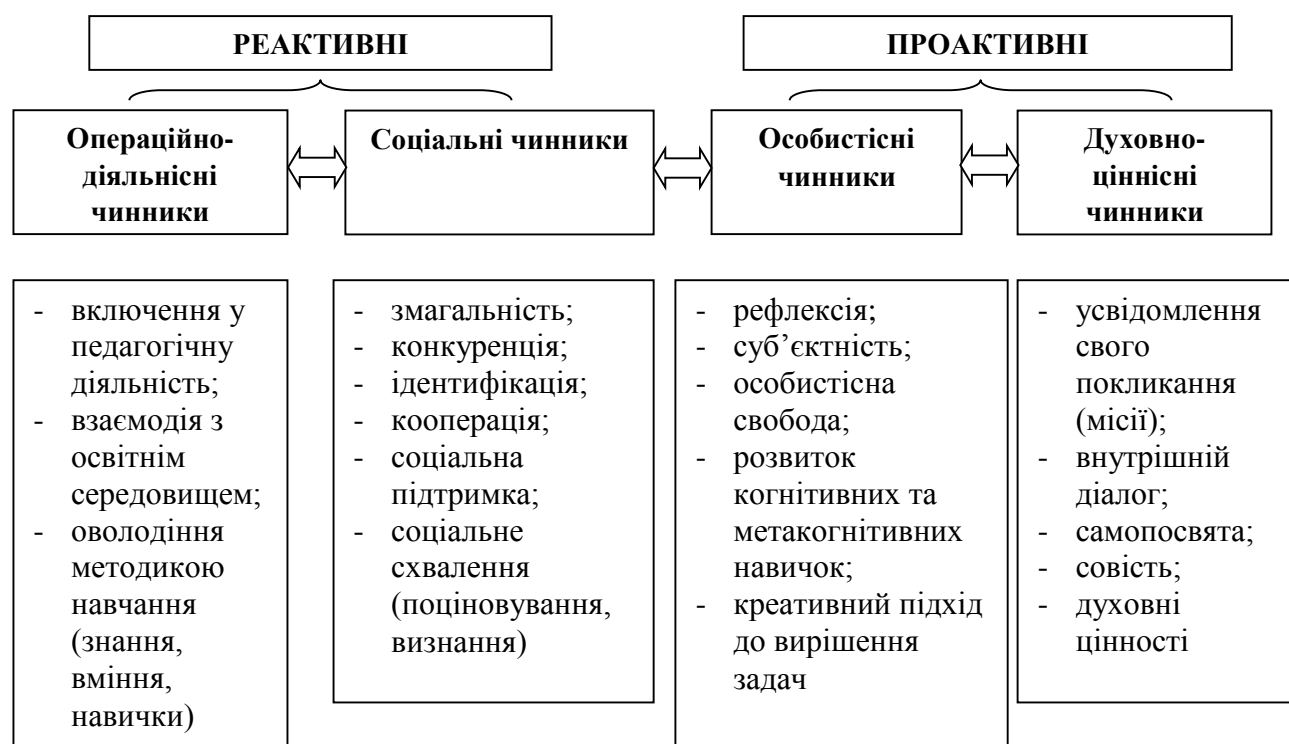 РЕАКТИВНІ
ПРОАКТИВНІ
Операційно-
діяльнісні
чинники
Соціальні чинники
Особистісні
чинники
Духовно-
ціннісні
чинники
- включення у
педагогічну
діяльність;
- взаємодія з
освітнім
середовищем;
- оволодіння
методикою
навчання
(знання,
вміння,
навички)
- змагальність;
- конкуренція;
- ідентифікація;
- кооперація;
- соціальна
підтримка;
- соціальне
схвалення
(поціновування,
визнання)
- рефлексія;
- суб’єктність;
- особистісна
свобода;
- розвиток
когнітивних та
метакогнітивних
навичок;
- креативний підхід
до вирішення
задач
- усвідомлення
свого
покликання
(місії);
- внутрішній
діалог;
- самопосвята;
- совість;
- духовні
цінності